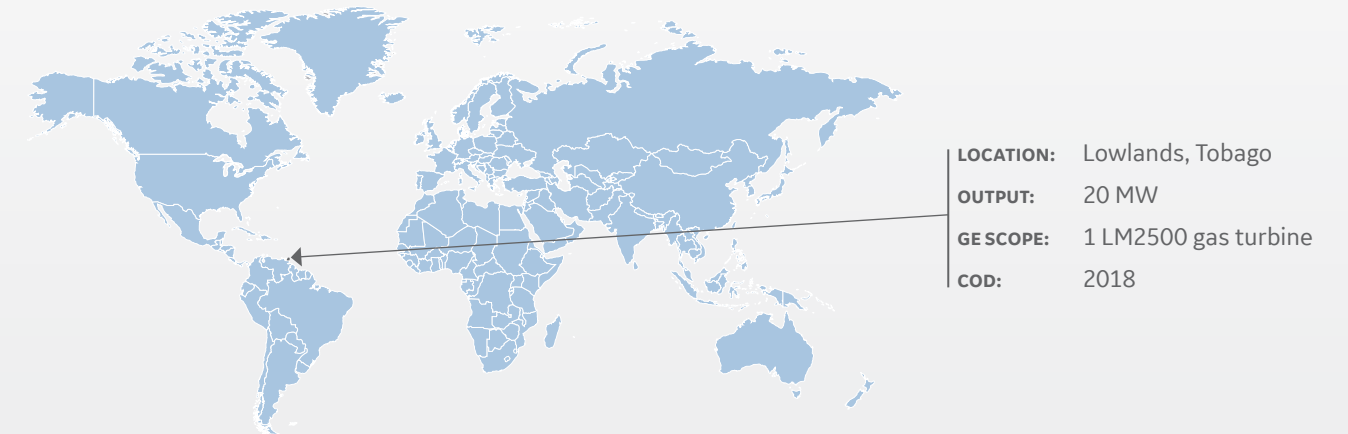 LOCATION: Lowlands, Tobago
OUTPUT: 20 MW
GE SCOPE: 1 LM2500 gas turbine
COD: 2018